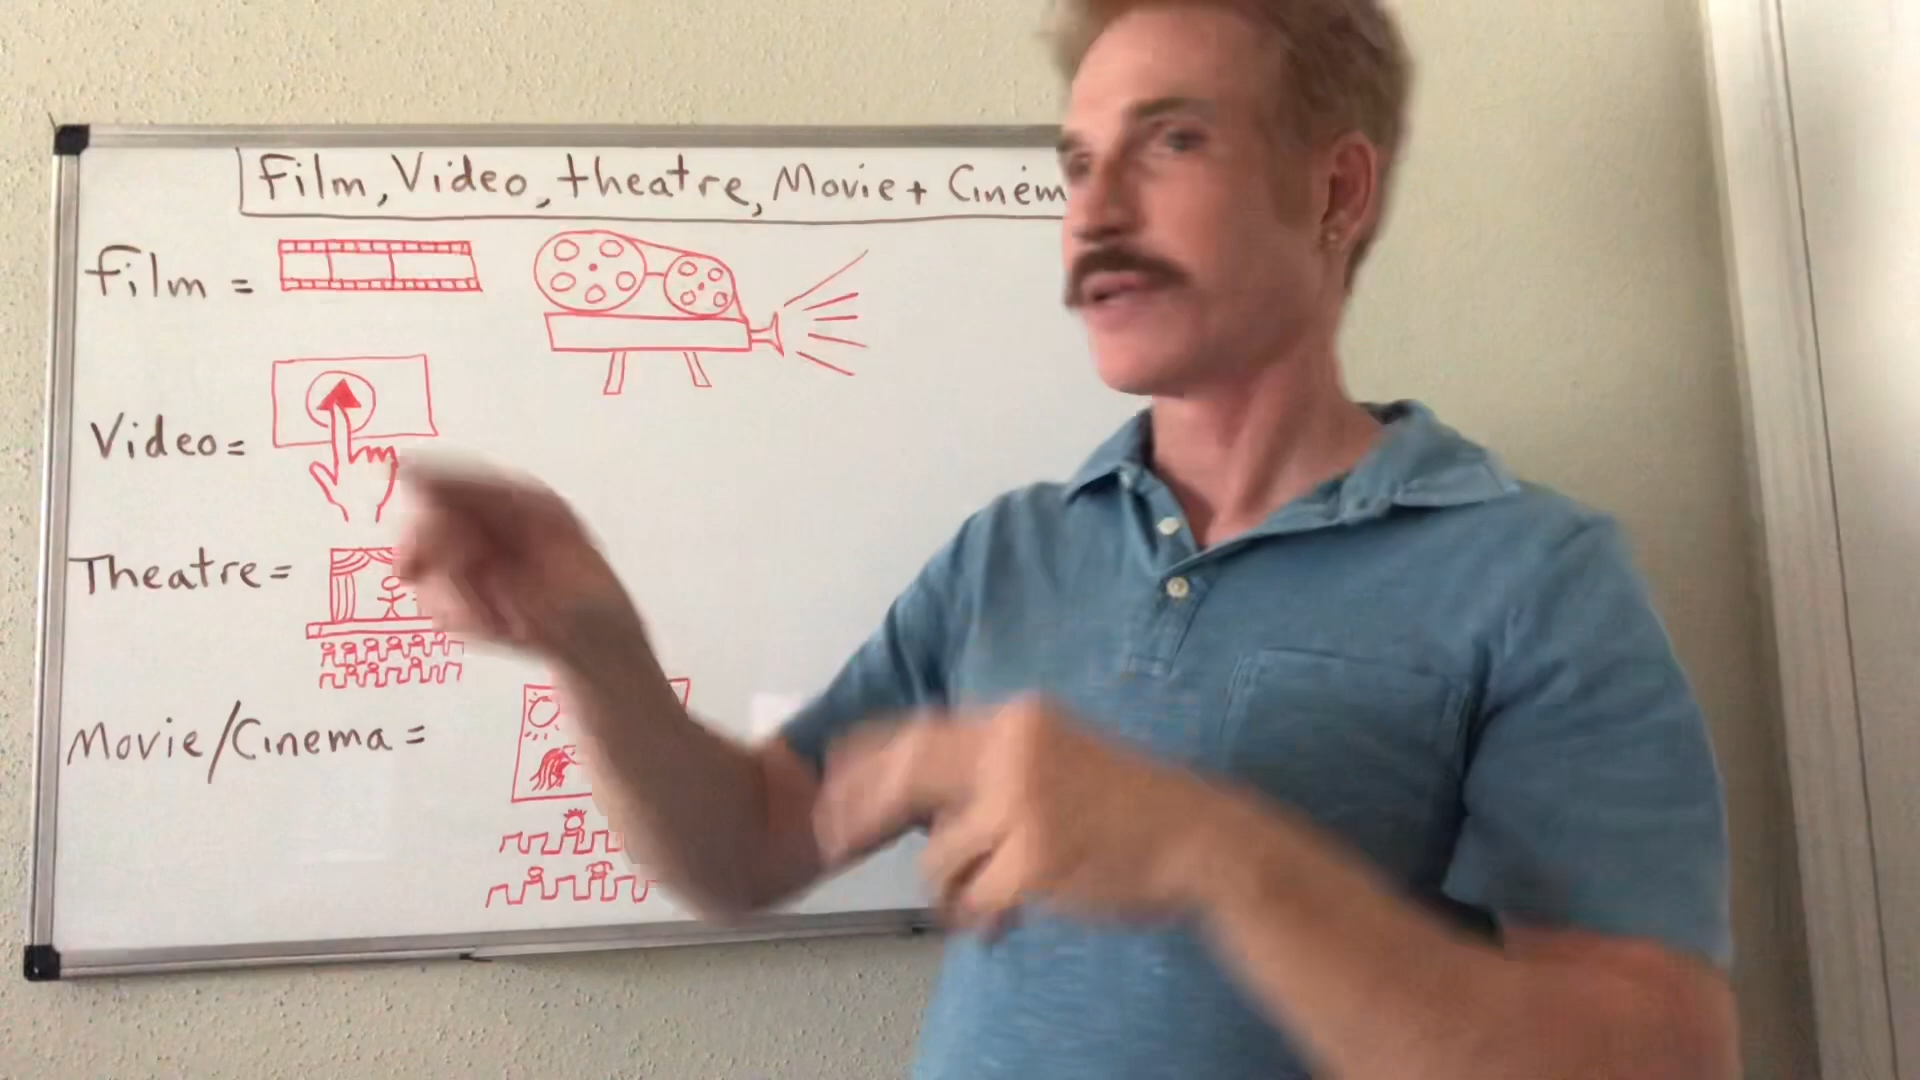 Film, Video, theatre, Movie + Cinem
Film =
Video =
Theatre =
Movie/Cinema =